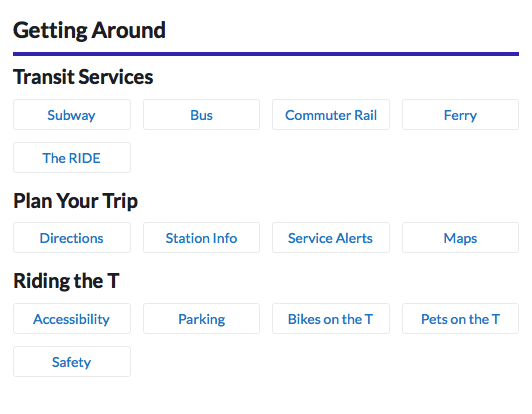 Getting Around
Transit Services
Subway Bus Commuter Rail Ferry
The RIDE
Plan Your Trip
Directions Station Info Service Alerts Maps
Riding the T
Accessibility Parking Bikes on the T Pets on the T
Safety